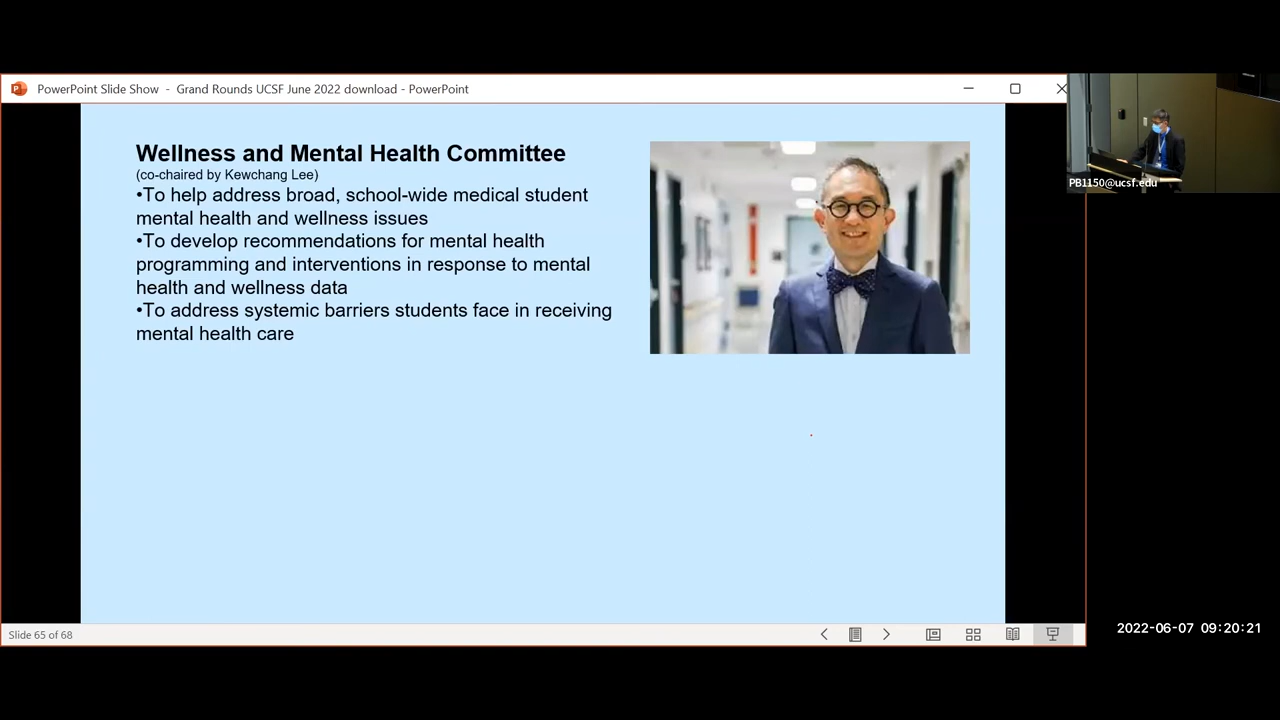 PowerPoint Slide Show - Grand Rounds UCSF June 2022 download - PowerPoint
Wellness and Mental Health Committee
(co-chaired by Kewchang Lee)
•To help address broad, school-wide medical student
mental health and wellness issues
•To develop recommendations for mental health
programming and interventions in response to mental
health and wellness data
•To address systemic barriers students face in receiving
mental health care
PB1150@ucsf.edu
2022-06-07 09:20:21
Slide 65 of 68